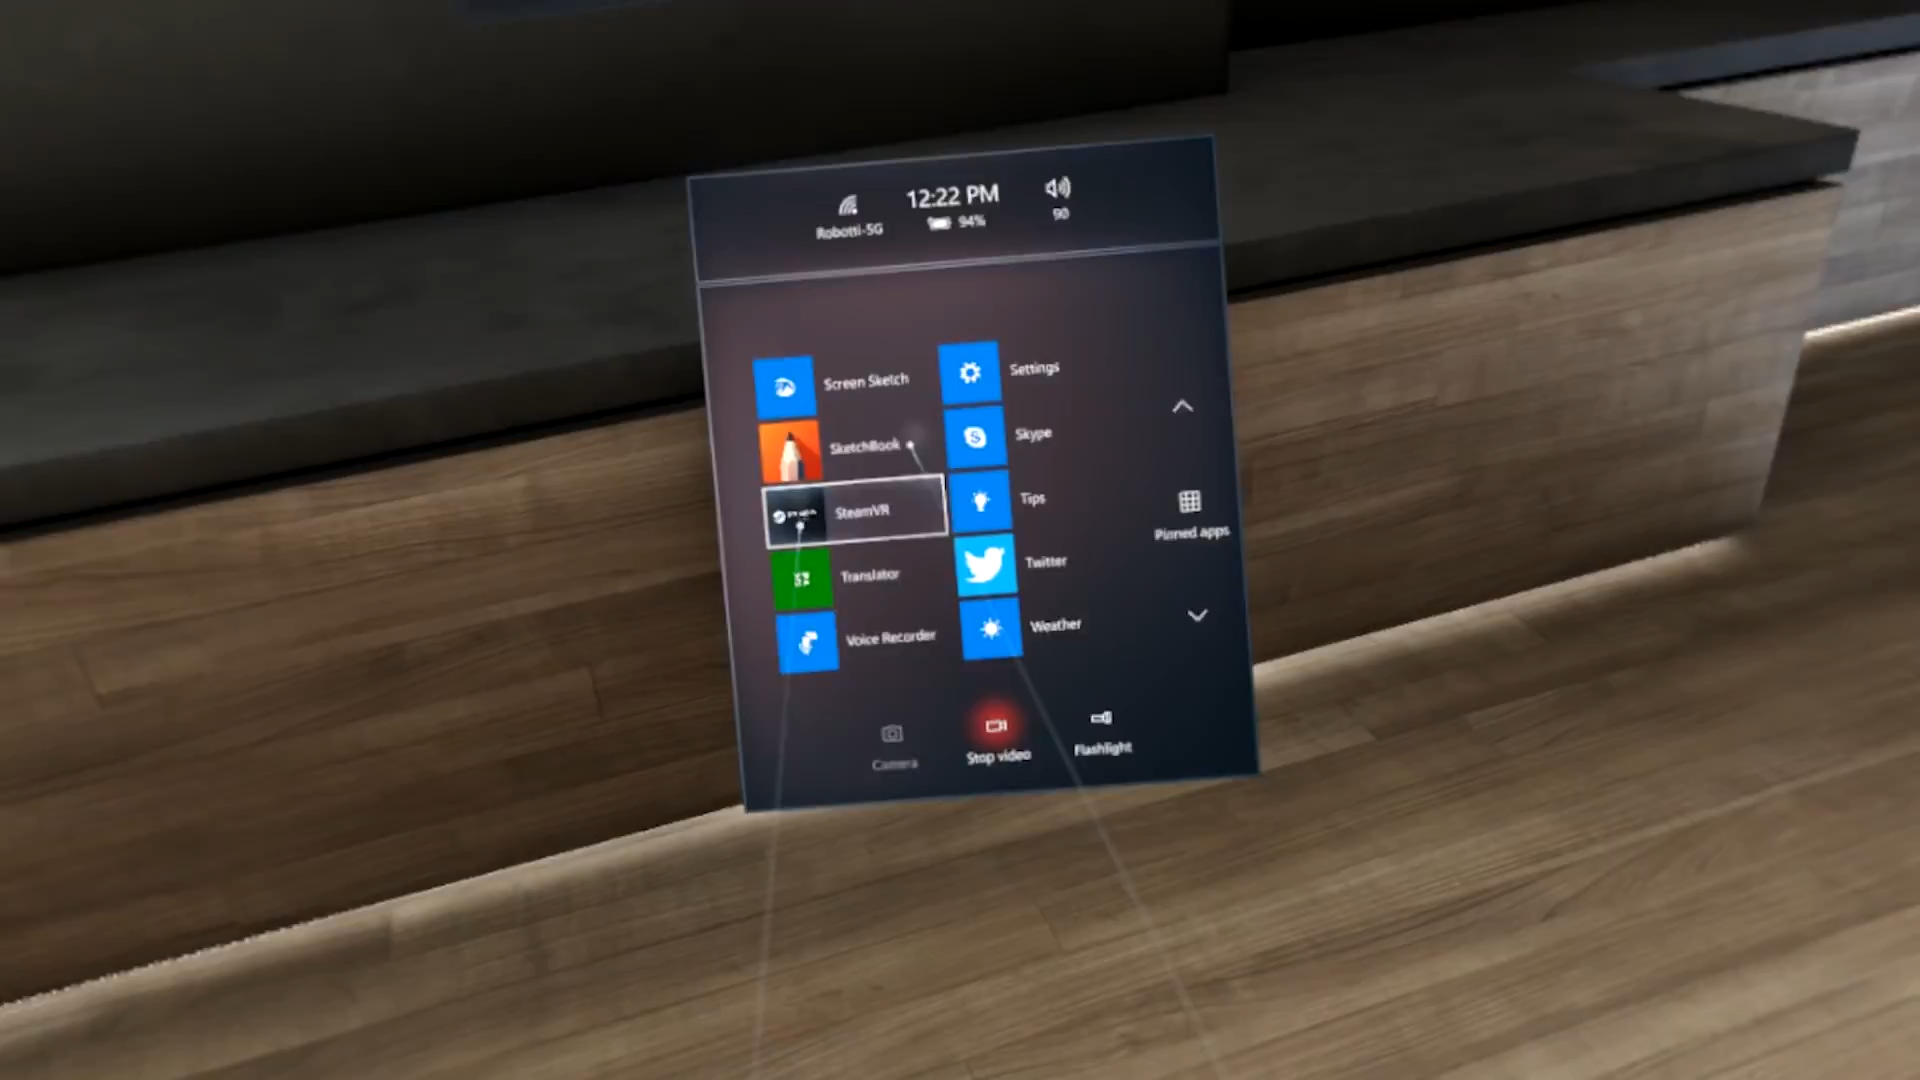 12:22 PM
Robotti-5G
94%
90
Screen Sketch
Settings
SketchBook
Skype
SteamVR
Tips
Translator
Twitter
Voice Recorder
Weather
Pinned apps
Camera
Stop video
Flashlight